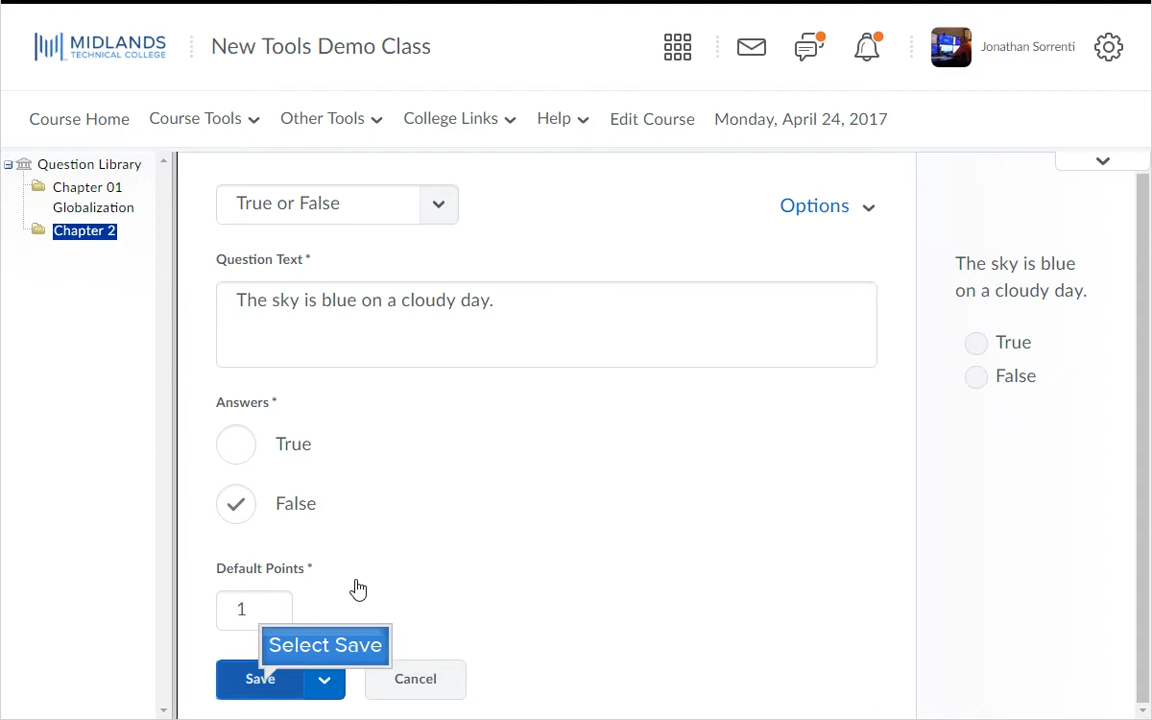 MIDLANDS
TECHNICAL COLLEGE
New Tools Demo Class
Jonathan Sorrenti
Course Home
Course Tools
Other Tools
College Links
Help
Edit Course
Monday, April 24, 2017
Question Library
Chapter 01
Globalization
Chapter 2
True or False
Options
Question Text *
The sky is blue on a cloudy day.
Answers *
True
False
Default Points *
1
Select Save
Save
Cancel
The sky is blue
on a cloudy day.
True
False